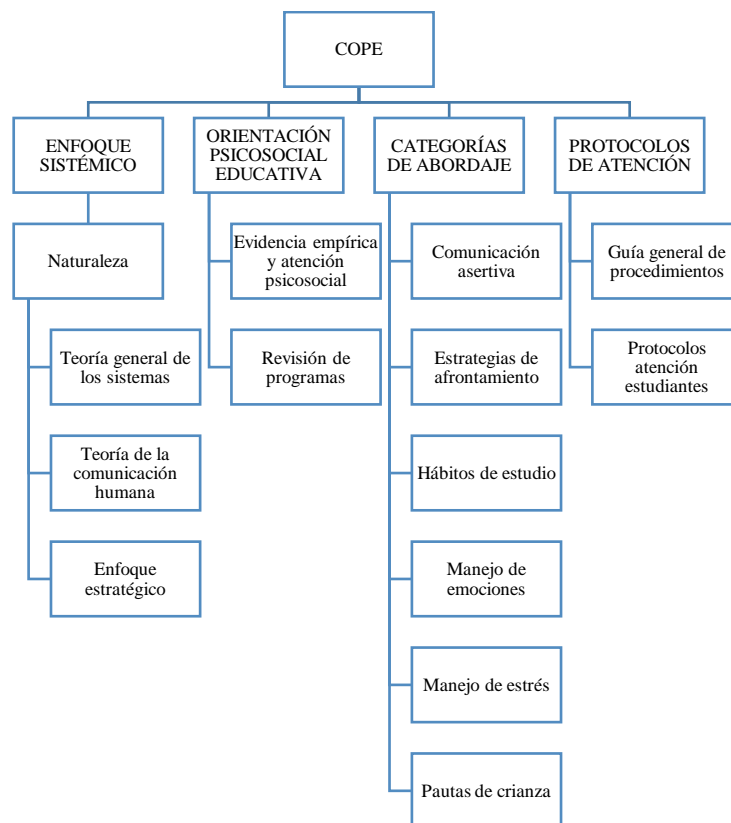 COPE
ENFOQUE
SISTÉMICO
ORIENTACIÓN
PSICOSOCIAL
EDUCATIVA
CATEGORÍAS
DE ABORDAJE
PROTOCOLOS
DE ATENCIÓN
Naturaleza
Teoría general de
los sistemas
Teoría de la
comunicación
humana
Enfoque
estratégico
Evidencia empírica
y atención
psicosocial
Revisión de
programas
Comunicación
asertiva
Estrategias de
afrontamiento
Hábitos de estudio
Manejo de
emociones
Manejo de estrés
Pautas de crianza
Guía general de
procedimientos
Protocolos
atención
estudiantes